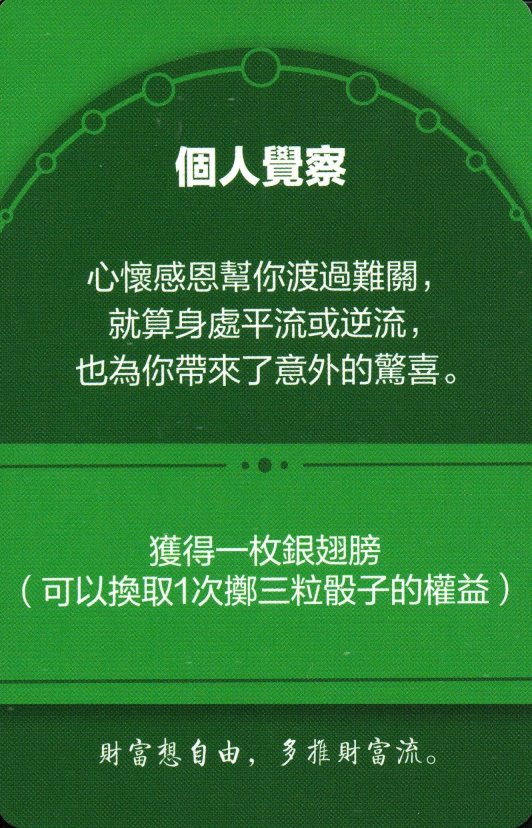 個人覺察
心懷感恩幫你渡過難關，
就算身處平流或逆流，
也為你帶來了意外的驚喜。
獲得一枚銀翅膀
（可以換取1次擲三粒骰子的權益）
財富想自由，多推財富流。